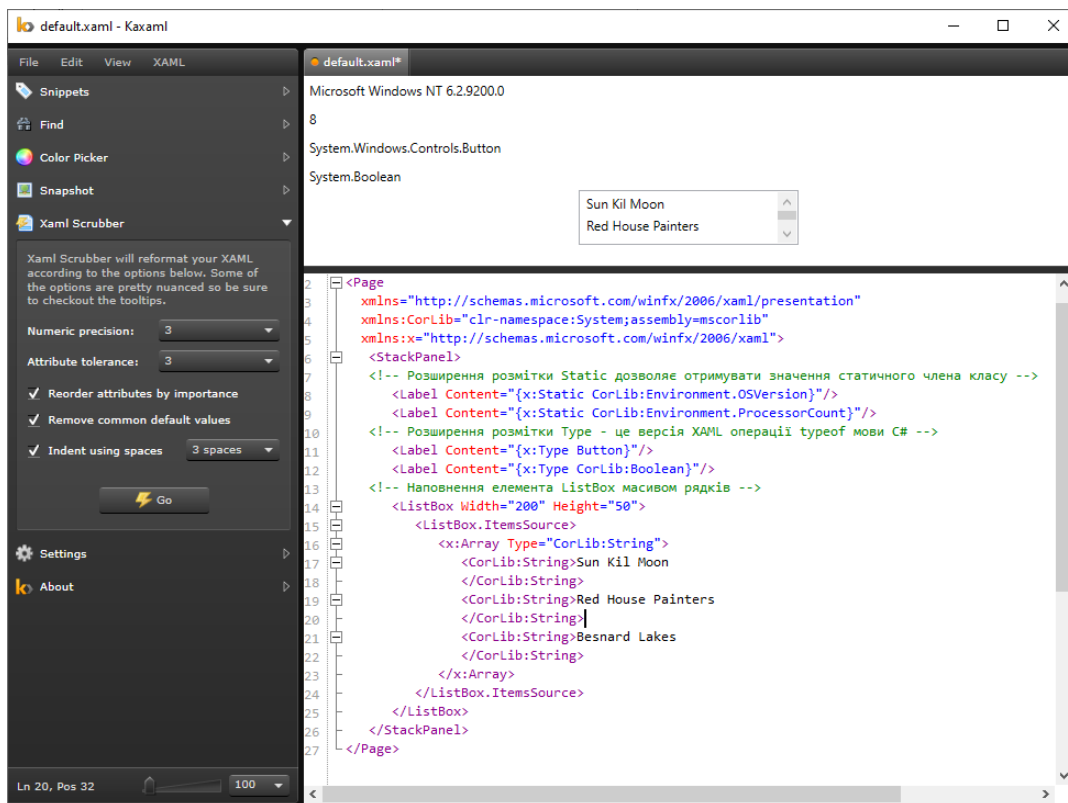 default.xaml - Kaxaml
File Edit View XAML
Snippets
Find
Color Picker
Snapshot
Xaml Scrubber
Xaml Scrubber will reformat your XAML
according to the options below. Some of
the options are pretty nuanced so be sure
to checkout the tooltips.
Numeric precision: 3
Attribute tolerance: 3
Reorder attributes by importance
Remove common default values
Indent using spaces 3 spaces
Go
Settings
About
Ln 20, Pos 32 100
default.xaml*
Microsoft Windows NT 6.2.9200.0
8
System.Windows.Controls.Button
System.Boolean
Sun Kil Moon
Red House Painters
2 <Page
3 xmlns="http://schemas.microsoft.com/winfx/2006/xaml/presentation"
4 xmlns:CorLib="clr-namespace:System;assembly=mscorlib"
5 xmlns:x="http://schemas.microsoft.com/winfx/2006/xaml">
6 <StackPanel>
7 <!-- Розширення розмітки Static дозволяє отримувати значення статичного члена класу -->
8 <Label Content="{x:Static CorLib:Environment.OSVersion}"/>
9 <Label Content="{x:Static CorLib:Environment.ProcessorCount}"/>
10 <!-- Розширення розмітки Type - це версія XAML операції typeof мови C# -->
11 <Label Content="{x:Type Button}"/>
12 <Label Content="{x:Type CorLib:Boolean}"/>
13 <!-- Наповнення елемента ListBox масивом рядків -->
14 <ListBox Width="200" Height="50">
15 <ListBox.ItemsSource>
16 <x:Array Type="CorLib:String">
17 <CorLib:String>Sun Kil Moon
18 </CorLib:String>
19 <CorLib:String>Red House Painters
20 </CorLib:String>
21 <CorLib:String>Besnard Lakes
22 </CorLib:String>
23 </x:Array>
24 </ListBox.ItemsSource>
25 </ListBox>
26 </StackPanel>
27 </Page>